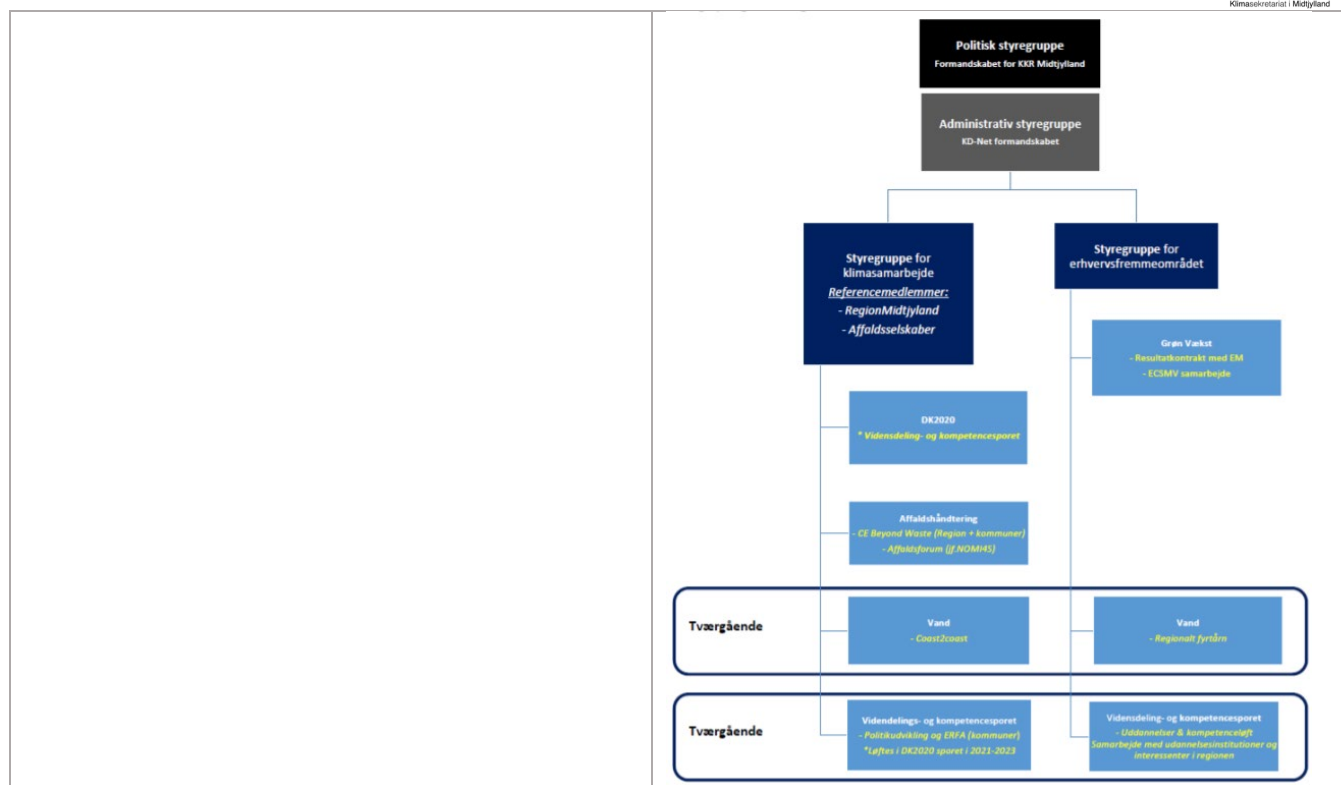 Klimasekretariat i Midtjylland
Politisk styregruppe
Formandskabet for KKR Midtjylland
Administrativ styregruppe
KD-Net formandskabet
Styregruppe for
klimasamarbejde
Referencemedlemmer:
- RegionMidtjyland
- Affaldsselskaber
Styregruppe for
erhvervsfremmeområdet
Grøn Vækst
- Resultatkontrakt med EM
- ECSMV samarbejde
DK2020
* Vidensdeling- og kompetencesporet
Affaldshåndtering
- CE Beyond Waste (Region + kommuner)
- Affaldsforum (jf.NOMI4S)
Tværgående
Vand
- Coast2coast
Vand
- Regionalt fyrtårn
Tværgående
Videndelings- og kompetencesporet
- Politikudvikling og ERFA (kommuner)
*Løftes i DK2020 sporet i 2021-2023
Vidensdeling- og kompetencesporet
- Uddannelser & kompetenceløft
Samarbejde med udannelsesinstitutioner og
interessenter i regionen